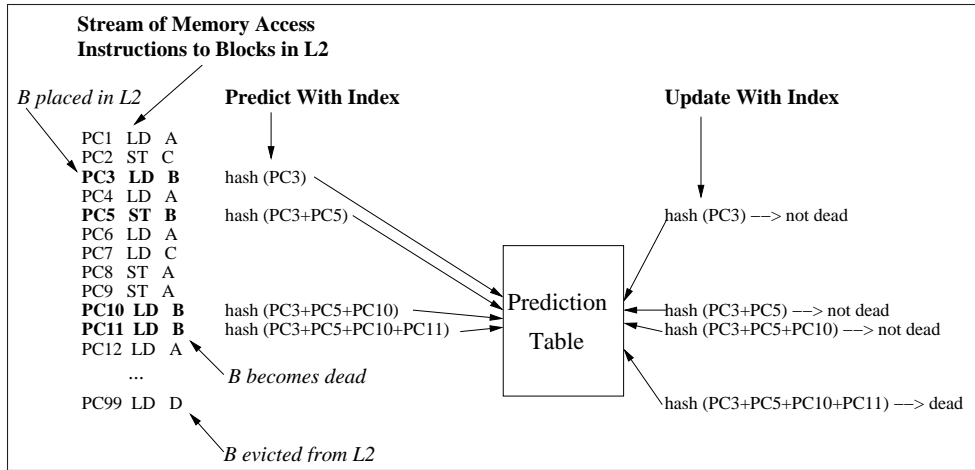 Stream of Memory Access
Instructions to Blocks in L2
B placed in L2
Predict With Index
Update With Index
PC1 LD A
PC2 ST C
PC3 LD B
hash (PC3)
PC4 LD A
PC5 ST B
hash (PC3+PC5)
hash (PC3) −−> not dead
PC6 LD A
PC7 LD C
PC8 ST A
PC9 ST A
PC10 LD B
hash (PC3+PC5+PC10)
Prediction
hash (PC3+PC5) −−> not dead
PC11 LD B
hash (PC3+PC5+PC10+PC11)
hash (PC3+PC5+PC10) −−> not dead
PC12 LD A
Table
...
B becomes dead
PC99 LD D
hash (PC3+PC5+PC10+PC11) −−> dead
B evicted from L2